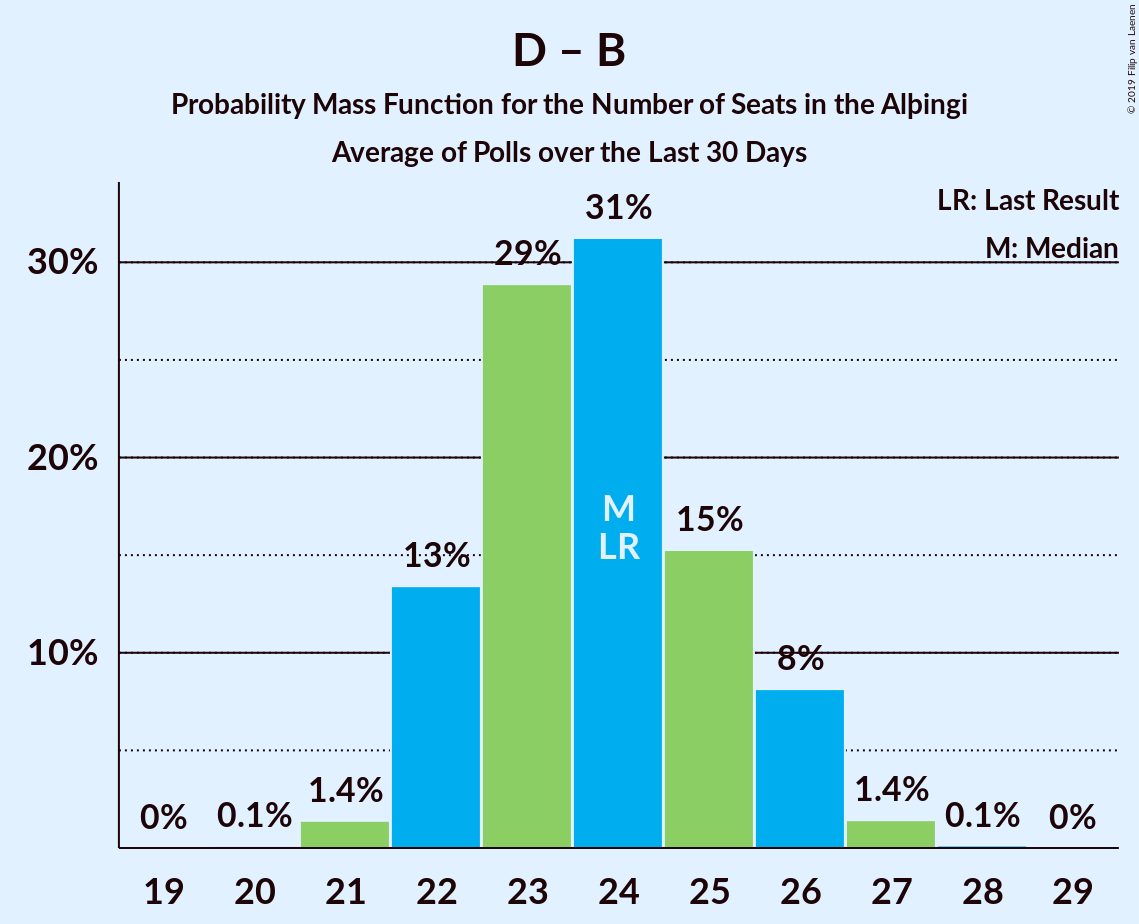 D – B
Probability Mass Function for the Number of Seats in the Alþingi
Average of Polls over the Last 30 Days
© 2019 Filip van Laenen
LR: Last Result
M: Median
30%
20%
10%
0%
0.1%
1.4%
13%
29%
31%
15%
8%
1.4%
0.1%
0%
M
LR
19 20 21 22 23 24 25 26 27 28 29